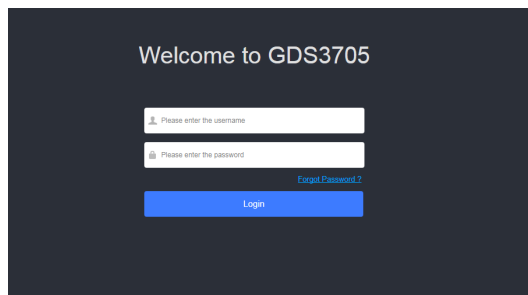 Welcome to GDS3705
Please enter the username
Please enter the password
Forgot Password ?
Login